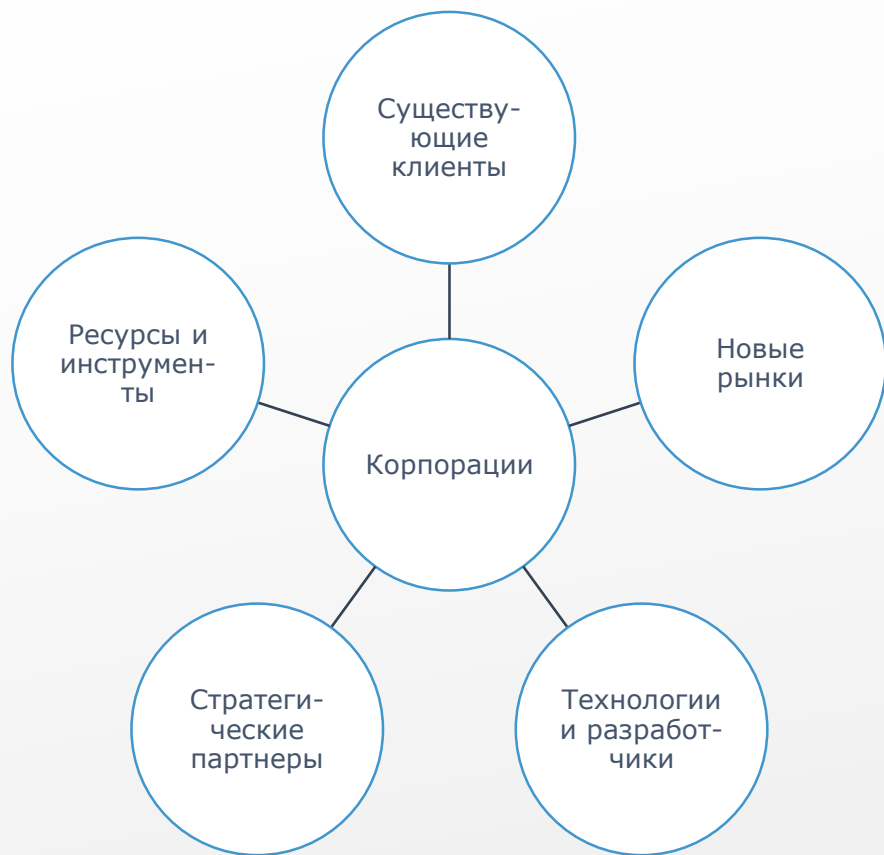 Существу-
ющие
клиенты
Ресурсы и
инструмен-
ты
Новые
рынки
Корпорации
Стратеги-
ческие
партнеры
Технологии
и разработ-
чики